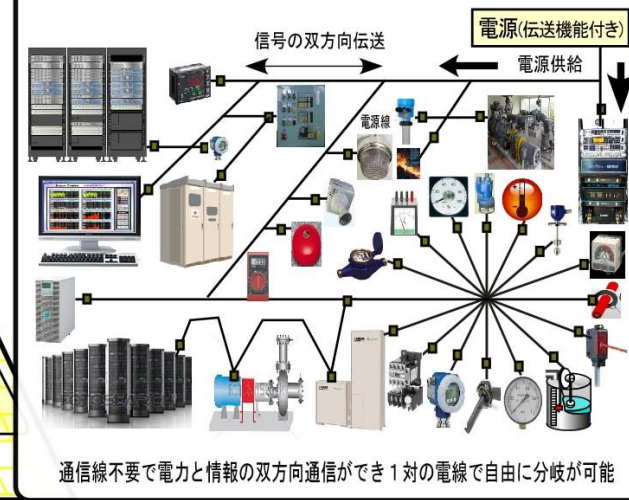 電源(伝送機能付き)
信号の双方向伝送
電源供給
電源線
通信線不要で電力と情報の双方向通信ができ1対の電線で自由に分岐が可能